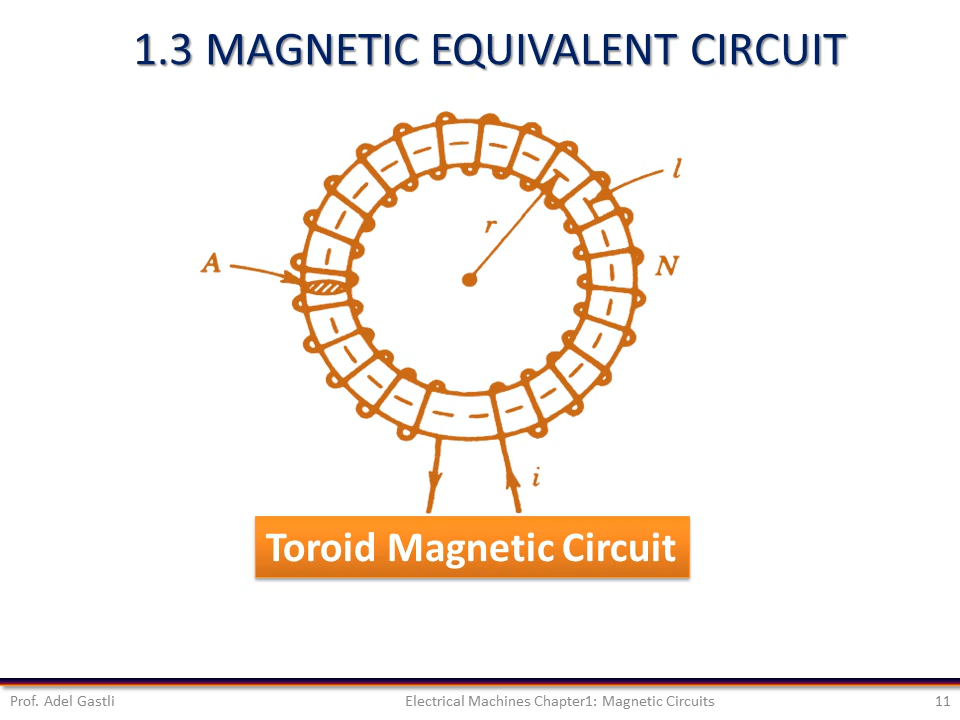 1.3 MAGNETIC EQUIVALENT CIRCUIT
l
r
A
N
i
Toroid Magnetic Circuit
Prof. Adel Gastli
Electrical Machines Chapter1: Magnetic Circuits
11